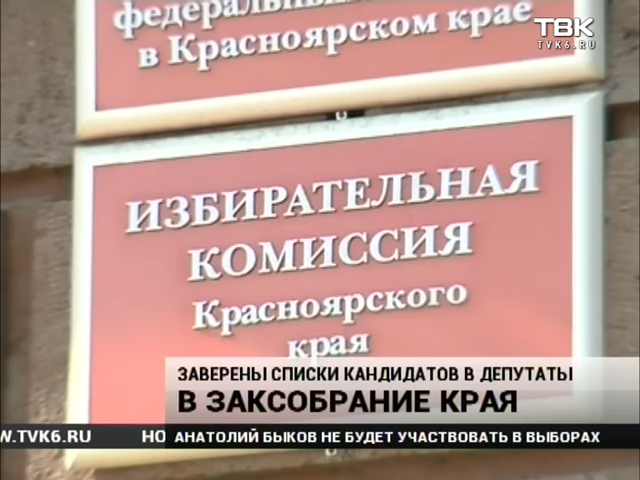 федеральн
в Красноярском крае
ТВК
TVK6.RU
ИЗБИРАТЕЛЬНАЯ
КОМИССИЯ
Красноярского
края
ЗАВЕРЕНЫ СПИСКИ КАНДИДАТОВ В ДЕПУТАТЫ
В ЗАКСОБРАНИЕ КРАЯ
W.TVK6.RU
НО
АНАТОЛИЙ БЫКОВ НЕ БУДЕТ УЧАСТВОВАТЬ В ВЫБОРАХ